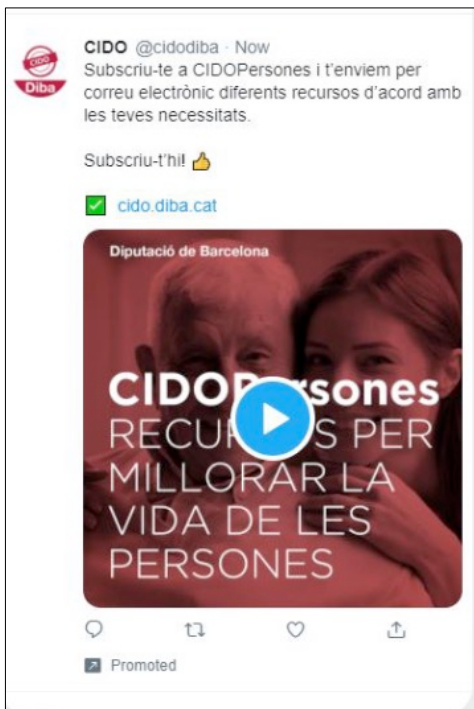 CIDO @cidodiba · Now
Subscriu-te a CIDOPersones i t'enviem per
correu electrònic diferents recursos d'acord amb
les teves necessitats.
Subscriu-t'hi! 👍
✅ cido.diba.cat
CIDO
Diba
Diputació de Barcelona
CIDOPersones
RECURSOS PER
MILLORAR LA
VIDA DE LES
PERSONES
Promoted